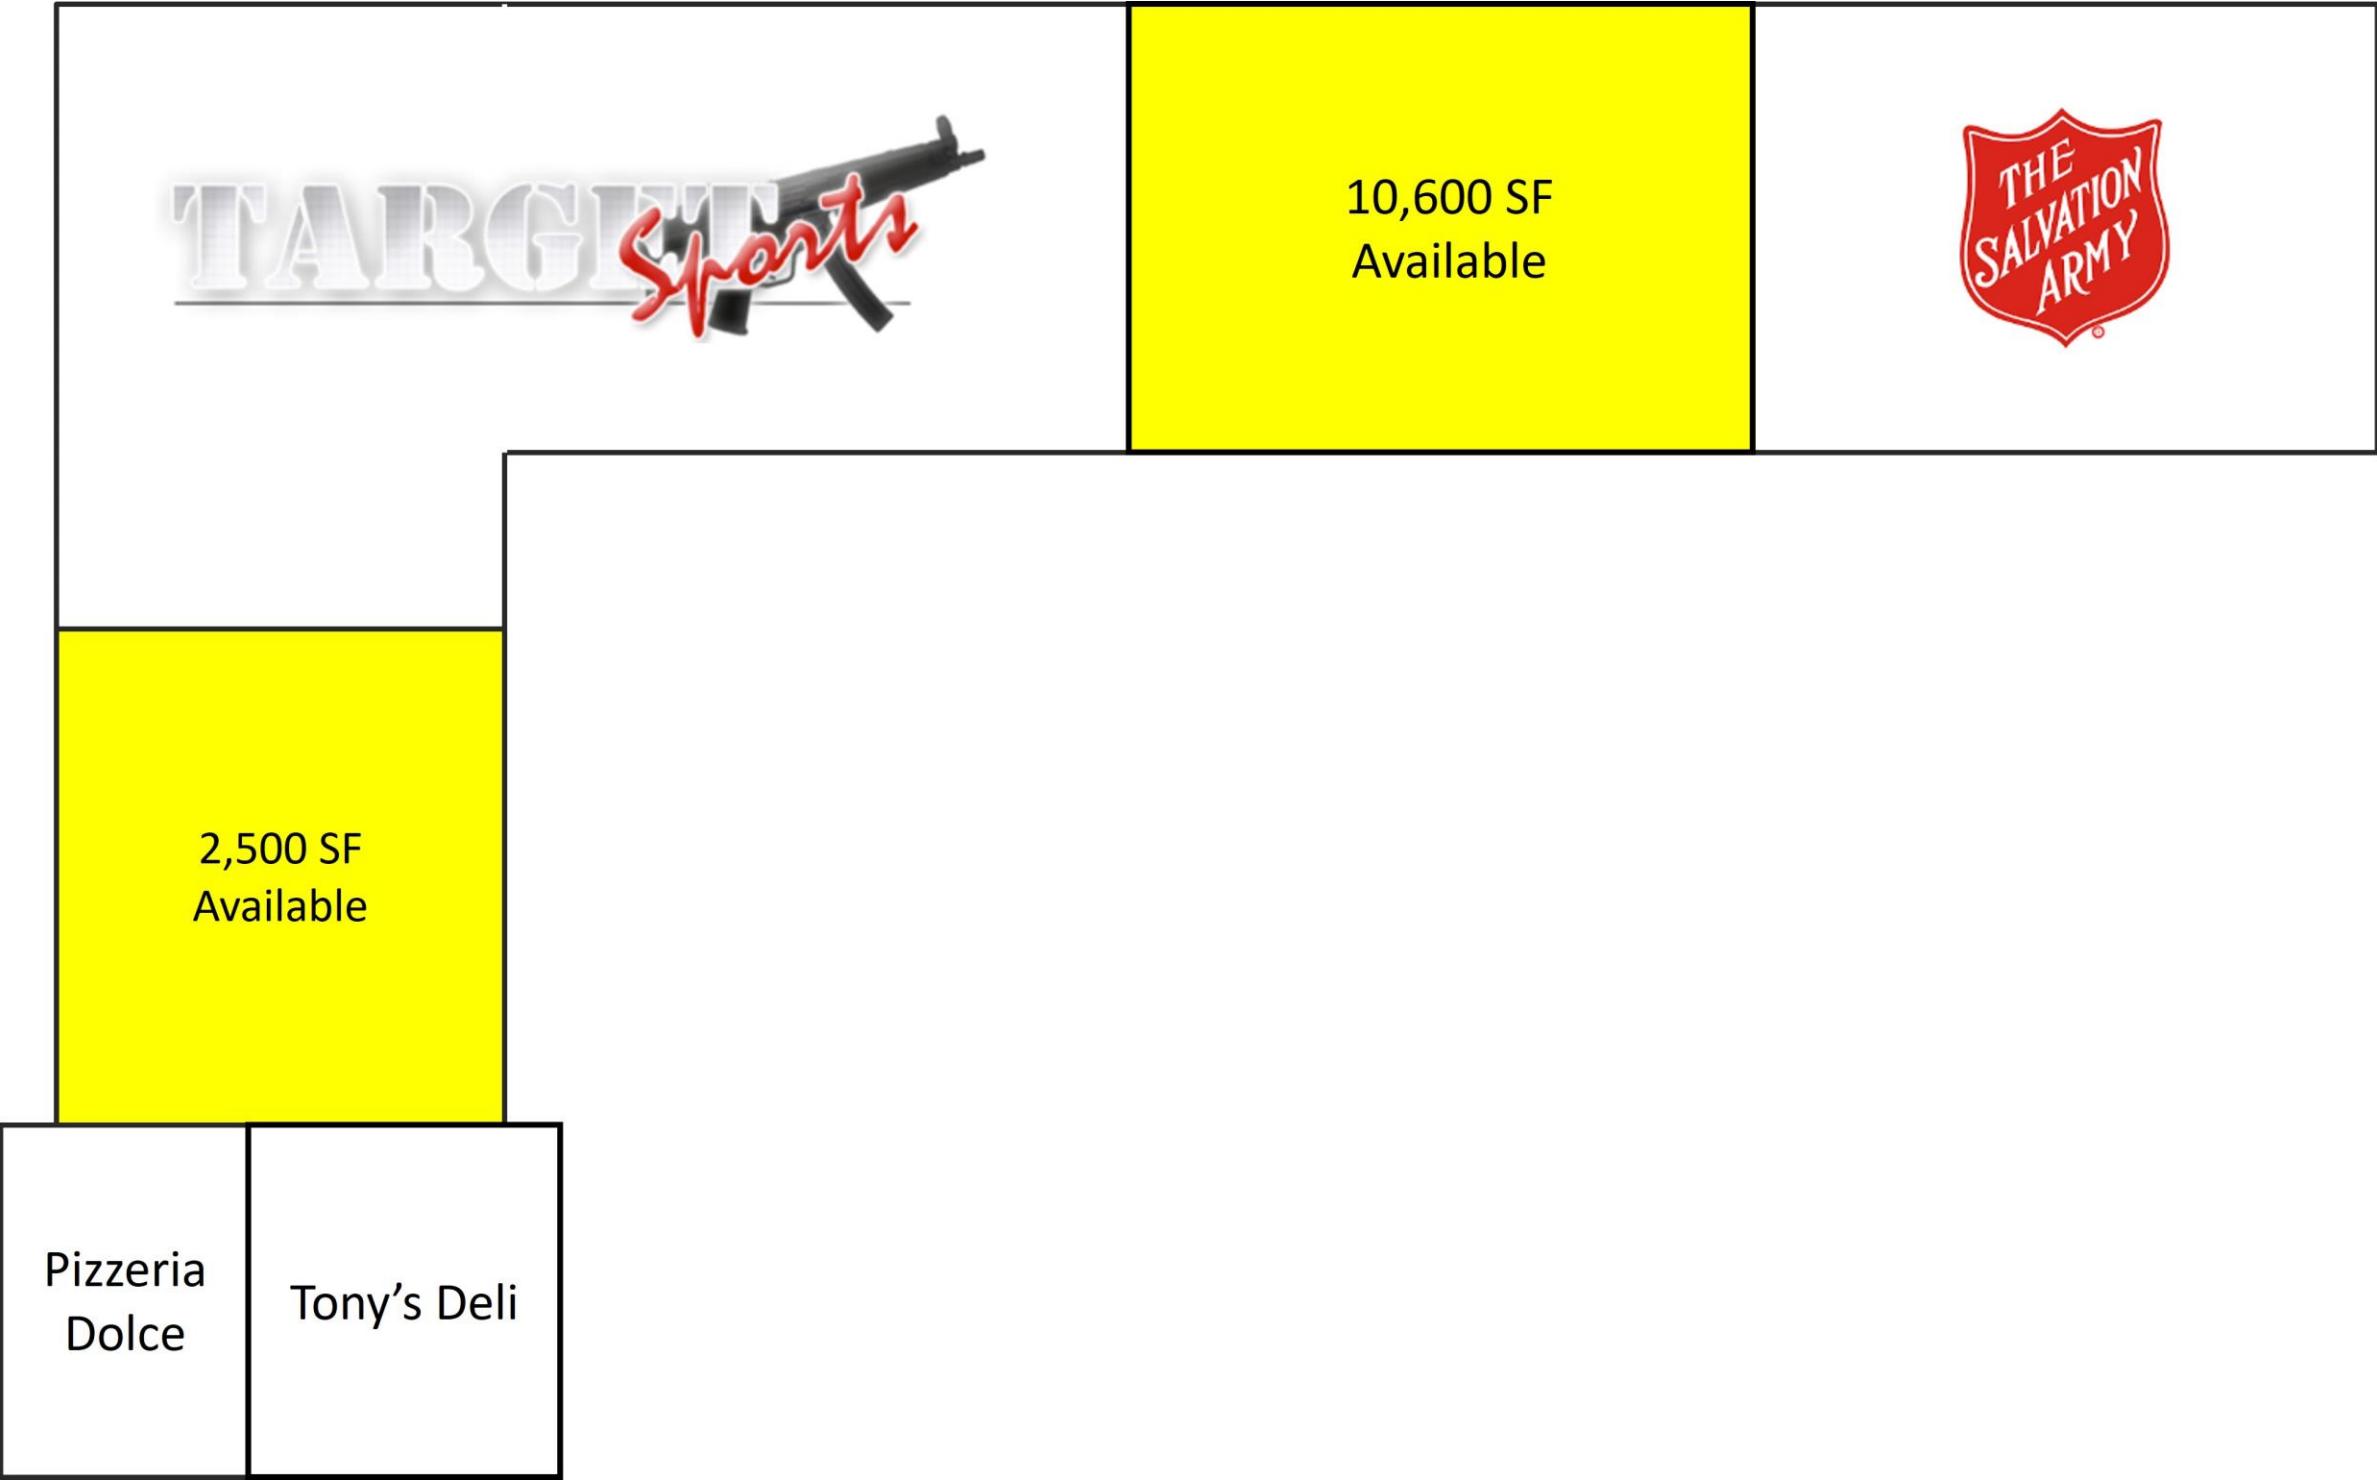 TARGET
Sports
10,600 SF
Available
THE
SALVATION
ARMY
2,500 SF
Available
Pizzeria
Dolce
Tony’s Deli